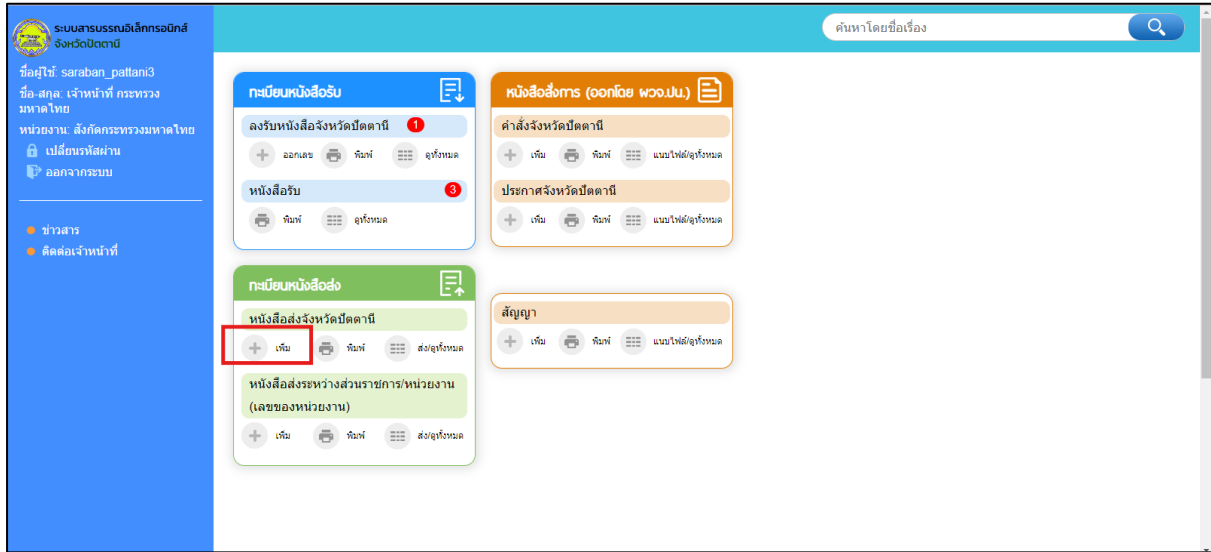 ระบบสารบรรณอิเล็กทรอนิกส์
จังหวัดปัตตานี
ค้นหาโดยชื่อเรื่อง
ชื่อผู้ใช้: saraban_pattani3
ชื่อ-สกุล: เจ้าหน้าที่ กระทรวง
มหาดไทย
หน่วยงาน: สังกัดกระทรวงมหาดไทย
เปลี่ยนรหัสผ่าน
ออกจากระบบ
ข่าวสาร
ติดต่อเจ้าหน้าที่
ทะเบียนหนังสือรับ
ลงรับหนังสือจังหวัดปัตตานี 1
ออกเลข พิมพ์ ดูทั้งหมด
หนังสือรับ 3
พิมพ์ ดูทั้งหมด
หนังสือสั่งการ (ออกโดย ผวจ.ปน.)
คำสั่งจังหวัดปัตตานี
เพิ่ม พิมพ์ แนบไฟล์/ดูทั้งหมด
ประกาศจังหวัดปัตตานี
เพิ่ม พิมพ์ แนบไฟล์/ดูทั้งหมด
ทะเบียนหนังสือส่ง
หนังสือส่งจังหวัดปัตตานี
เพิ่ม พิมพ์ ส่ง/ดูทั้งหมด
หนังสือส่งระหว่างส่วนราชการ/หน่วยงาน
(เลขของหน่วยงาน)
เพิ่ม พิมพ์ ส่ง/ดูทั้งหมด
สัญญา
เพิ่ม พิมพ์ แนบไฟล์/ดูทั้งหมด